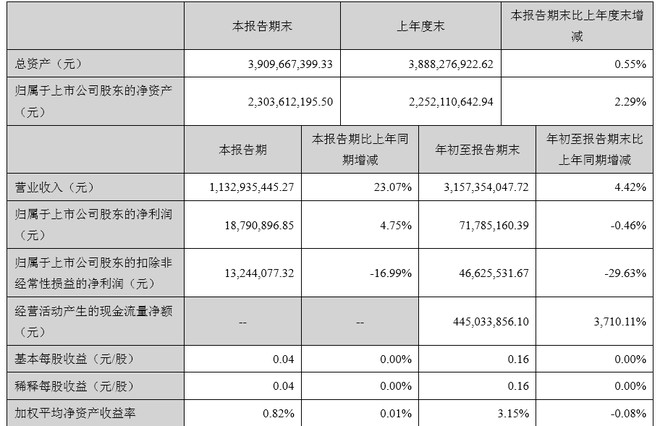 本报告期末 上年度末 本报告期末比上年度末增
减
总资产（元） 3,909,667,399.33 3,888,276,922.62 0.55%
归属于上市公司股东的净资产
（元） 2,303,612,195.50 2,252,110,642.94 2.29%
本报告期 本报告期比上年同
期增减 年初至报告期末 年初至报告期末比
上年同期增减
营业收入（元） 1,132,935,445.27 23.07% 3,157,354,047.72 4.42%
归属于上市公司股东的净利润
（元） 18,790,896.85 4.75% 71,785,160.39 -0.46%
归属于上市公司股东的扣除非
经常性损益的净利润（元） 13,244,077.32 -16.99% 46,625,531.67 -29.63%
经营活动产生的现金流量净额
（元） -- -- 445,033,856.10 3,710.11%
基本每股收益（元/股） 0.04 0.00% 0.16 0.00%
稀释每股收益（元/股） 0.04 0.00% 0.16 0.00%
加权平均净资产收益率 0.82% 0.01% 3.15% -0.08%